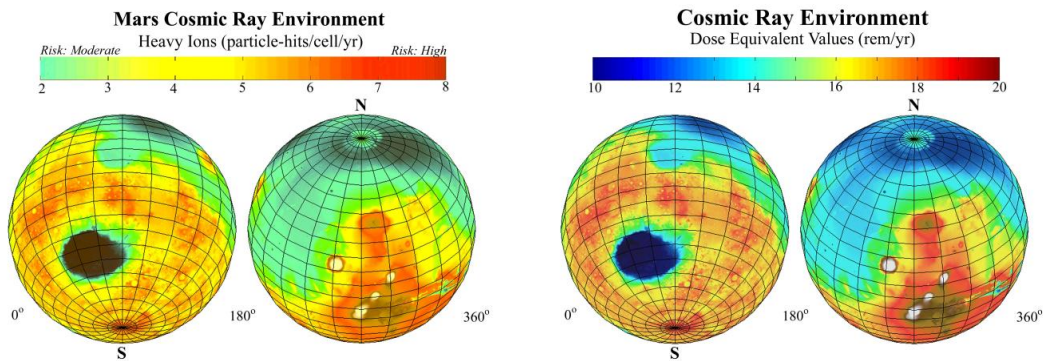 Mars Cosmic Ray Environment
Heavy Ions (particle-hits/cell/yr)
Risk: Moderate
Risk: High
2 3 4 5 6 7 8
N
0° 180° 360°
S
Cosmic Ray Environment
Dose Equivalent Values (rem/yr)
10 12 14 16 18 20
N
0° 180° 360°
S